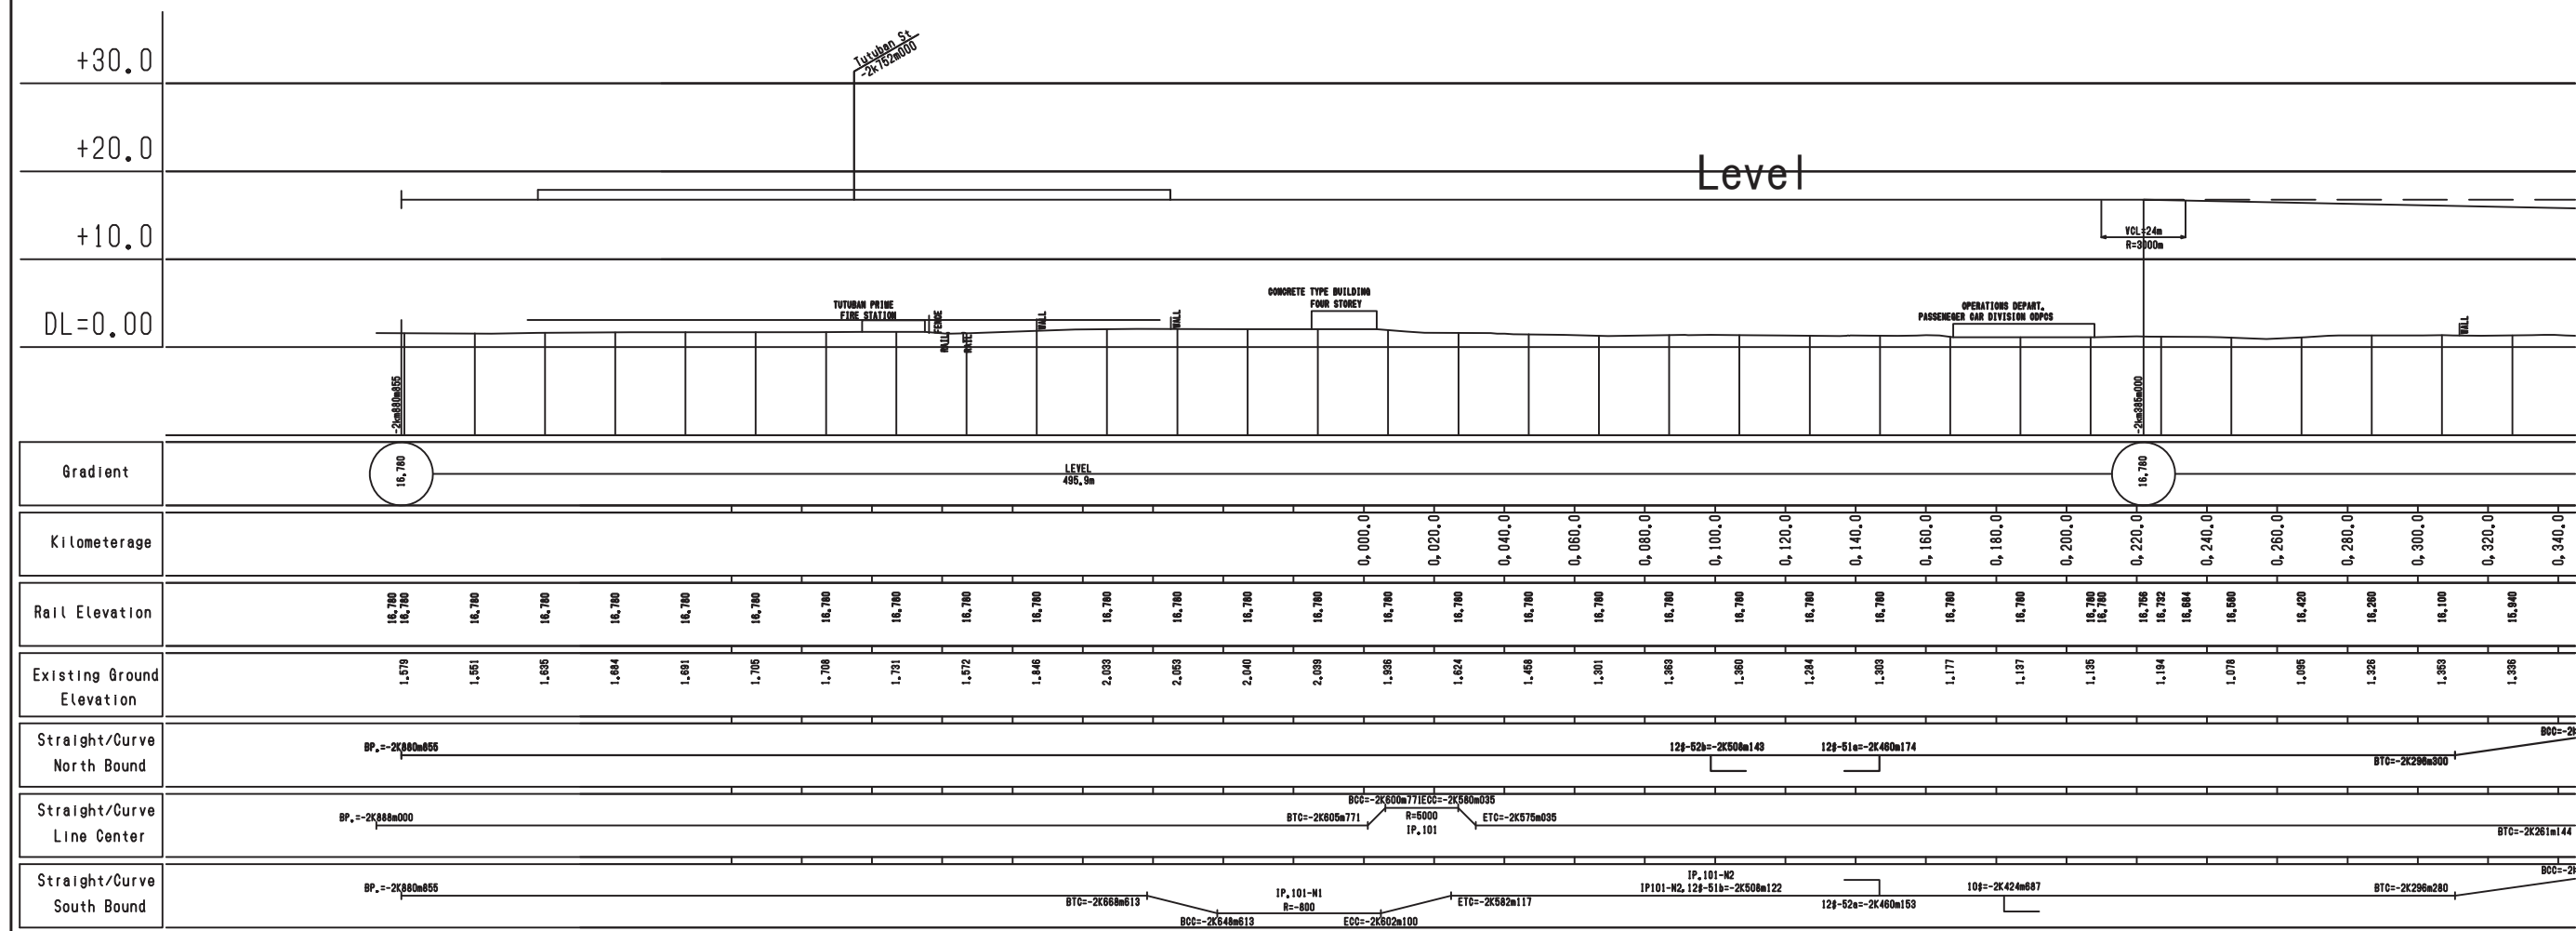 +30.0
Tutuban St
-2k752m000
+20.0
Level
+10.0
VCL=24m
R=3000m
CONCRETE TYPE BUILDING
FOUR STOREY
TUTUBAN PRIME
FIRE STATION
FENCE
RAIL
WALL
WALL
OPERATIONS DEPART.
PASSENEGER CAR DIVISION ODPCS
WALL
DL=0.00
-2km880m855
-2km385m000
Gradient
16.780
LEVEL
495.9m
16.780
Kilometerage
0,000.0 0,020.0 0,040.0 0,060.0 0,080.0 0,100.0 0,120.0 0,140.0 0,160.0 0,180.0 0,200.0 0,220.0 0,240.0 0,260.0 0,280.0 0,300.0 0,320.0 0,340.0
Rail Elevation
16.780 16.780 16.780 16.780 16.780 16.780 16.780 16.780 16.780 16.780 16.780 16.780 16.780 16.780 16.780 16.780 16.780 16.780 16.780 16.780 16.780 16.780 16.780 16.780 16.780 16.780 16.780 16.756 16.732 16.684 16.580 16.420 16.260 16.100 15.940
Existing Ground
Elevation
1.579 1.551 1.635 1.684 1.691 1.705 1.708 1.731 1.572 1.846 2.033 2.053 2.040 2.039 1.936 1.624 1.458 1.301 1.363 1.360 1.284 1.303 1.177 1.137 1.135 1.194 1.078 1.095 1.326 1.353 1.336
Straight/Curve
North Bound
BP.=-2K880m855
12#-52b=-2K508m143
12#-51a=-2K460m174
BTC=-2K296m300
Straight/Curve
Line Center
BP.=-2K888m000
BTC=-2K605m771
BCC=-2K600m771
ECC=-2K580m035
R=5000
IP.101
ETC=-2K575m035
BTC=-2K261m144
Straight/Curve
South Bound
BP.=-2K880m855
BTC=-2K668m613
BCC=-2K648m613
IP.101-N1
R=-800
ECC=-2K602m100
ETC=-2K582m117
IP.101-N2
IP101-N2,12#-51b=-2K508m122
12#-52a=-2K460m153
10#=-2K424m687
BTC=-2K296m280